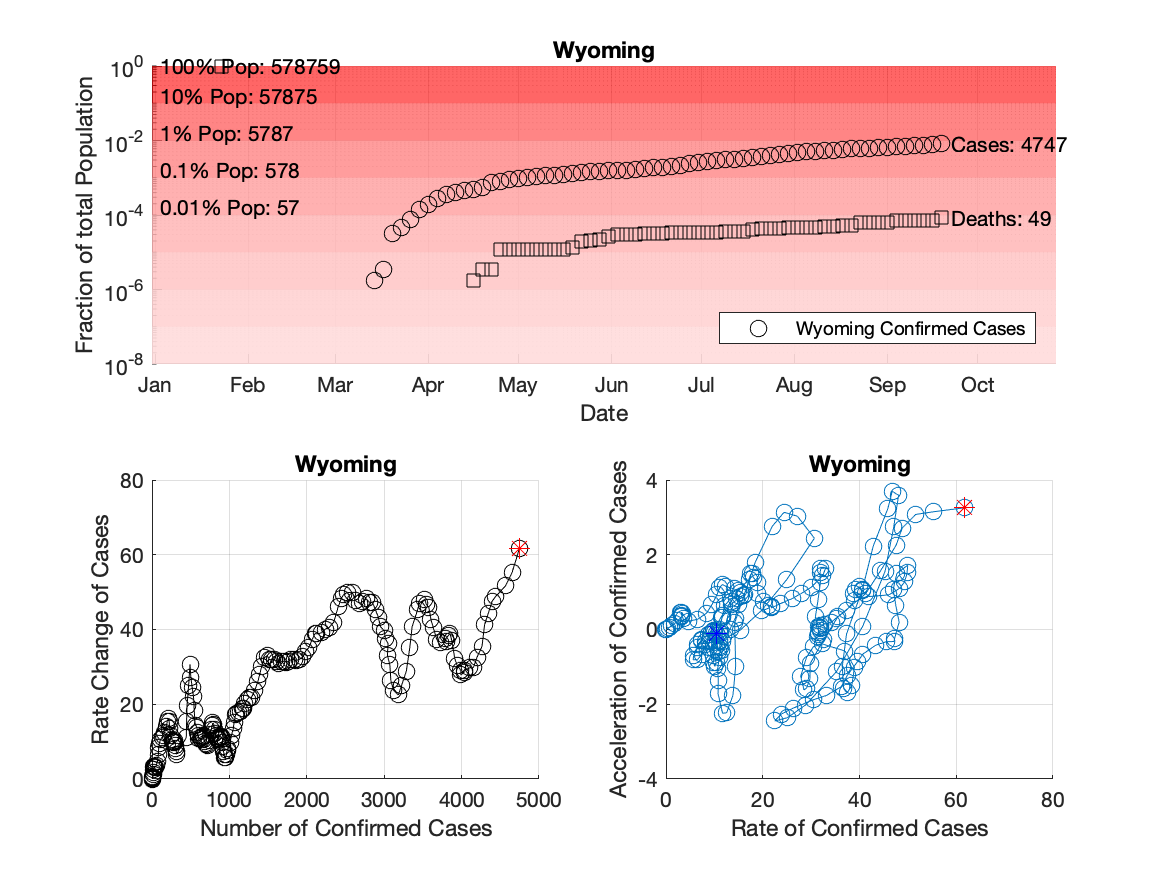 Wyoming
Fraction of total Population
10^0
10^-2
10^-4
10^-6
10^-8
100% Pop: 578759
10% Pop: 57875
1% Pop: 5787
0.1% Pop: 578
0.01% Pop: 57
Cases: 4747
Deaths: 49
Wyoming Confirmed Cases
Jan Feb Mar Apr May Jun Jul Aug Sep Oct
Date
Wyoming
Rate Change of Cases
80
60
40
20
0
0 1000 2000 3000 4000 5000
Number of Confirmed Cases
Wyoming
Acceleration of Confirmed Cases
4
2
0
-2
-4
0 20 40 60 80
Rate of Confirmed Cases